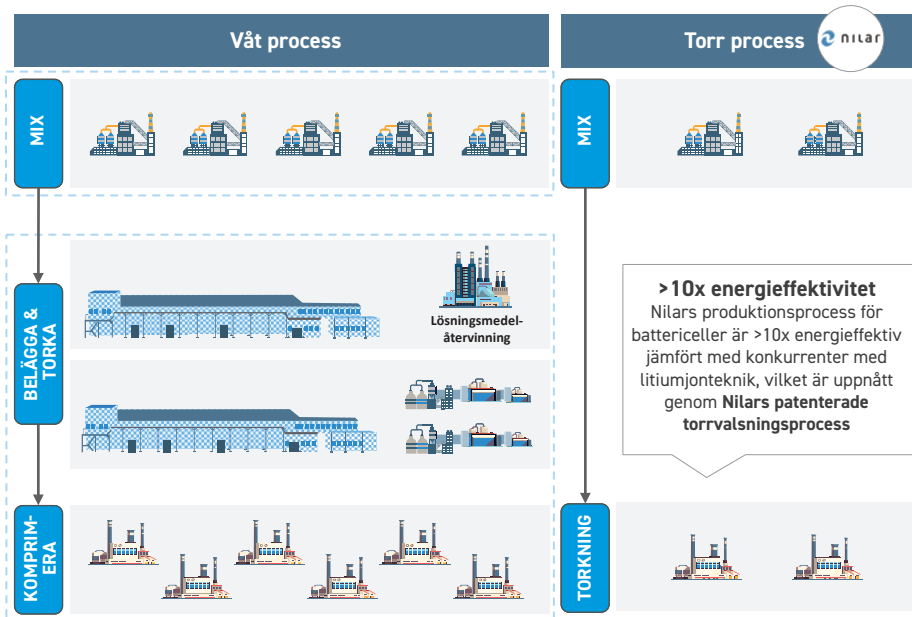 Våt process
Torr process
nılar
MIX
MIX
BELÄGGA &
TORKA
Lösningsmedel-
återvinning
>10x energieffektivitet
Nilars produktionsprocess för
battericeller är >10x energieffektiv
jämfört med konkurrenter med
litiumjonteknik, vilket är uppnått
genom Nilars patenterade
torrvalsningsprocess
KOMPRIM-
ERA
TORKNING